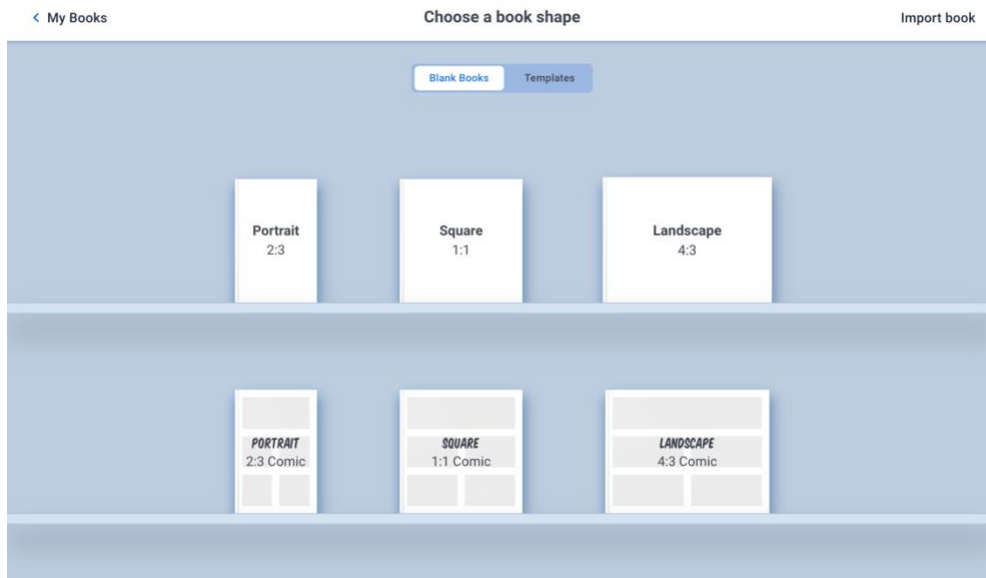 My Books
Choose a book shape
Import book
Blank Books
Templates
Portrait
2:3
Square
1:1
Landscape
4:3
PORTRAIT
2:3 Comic
SQUARE
1:1 Comic
LANDSCAPE
4:3 Comic